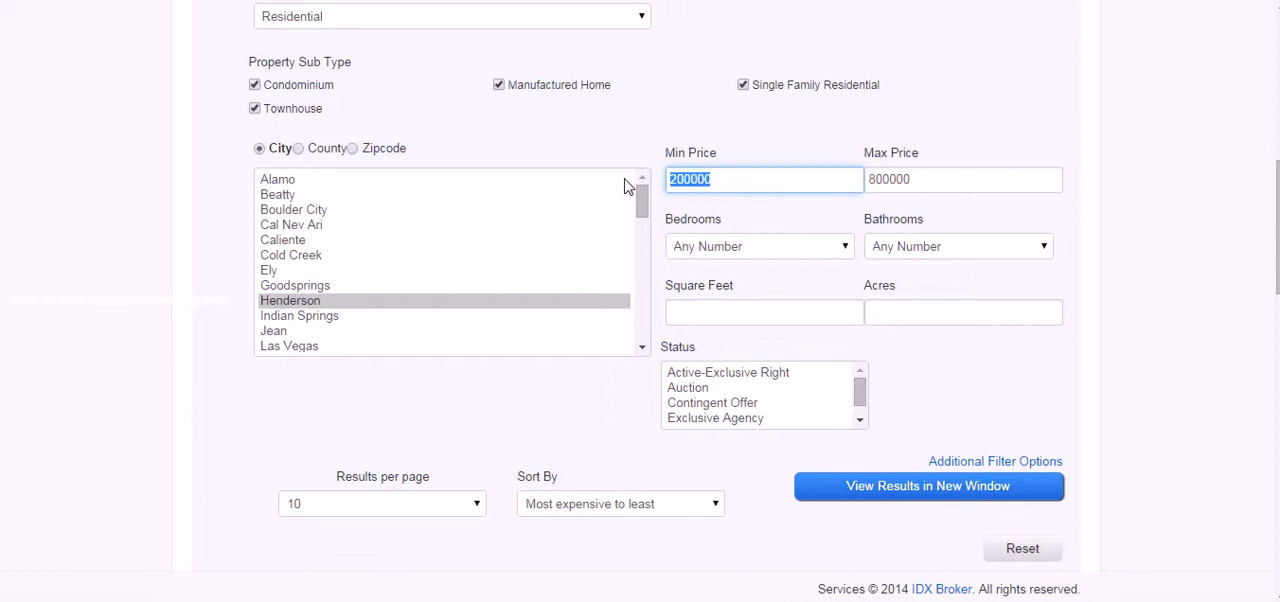 Residential
Property Sub Type
Condominium Manufactured Home Single Family Residential
Townhouse
City County Zipcode
Min Price Max Price
200000 800000
Alamo
Beatty
Boulder City
Cal Nev Ari
Caliente
Cold Creek
Ely
Goodsprings
Henderson
Indian Springs
Jean
Las Vegas
Bedrooms Bathrooms
Any Number Any Number
Square Feet Acres
Status
Active-Exclusive Right
Auction
Contingent Offer
Exclusive Agency
Additional Filter Options
Results per page Sort By
View Results in New Window
10 Most expensive to least
Reset
Services © 2014 IDX Broker. All rights reserved.